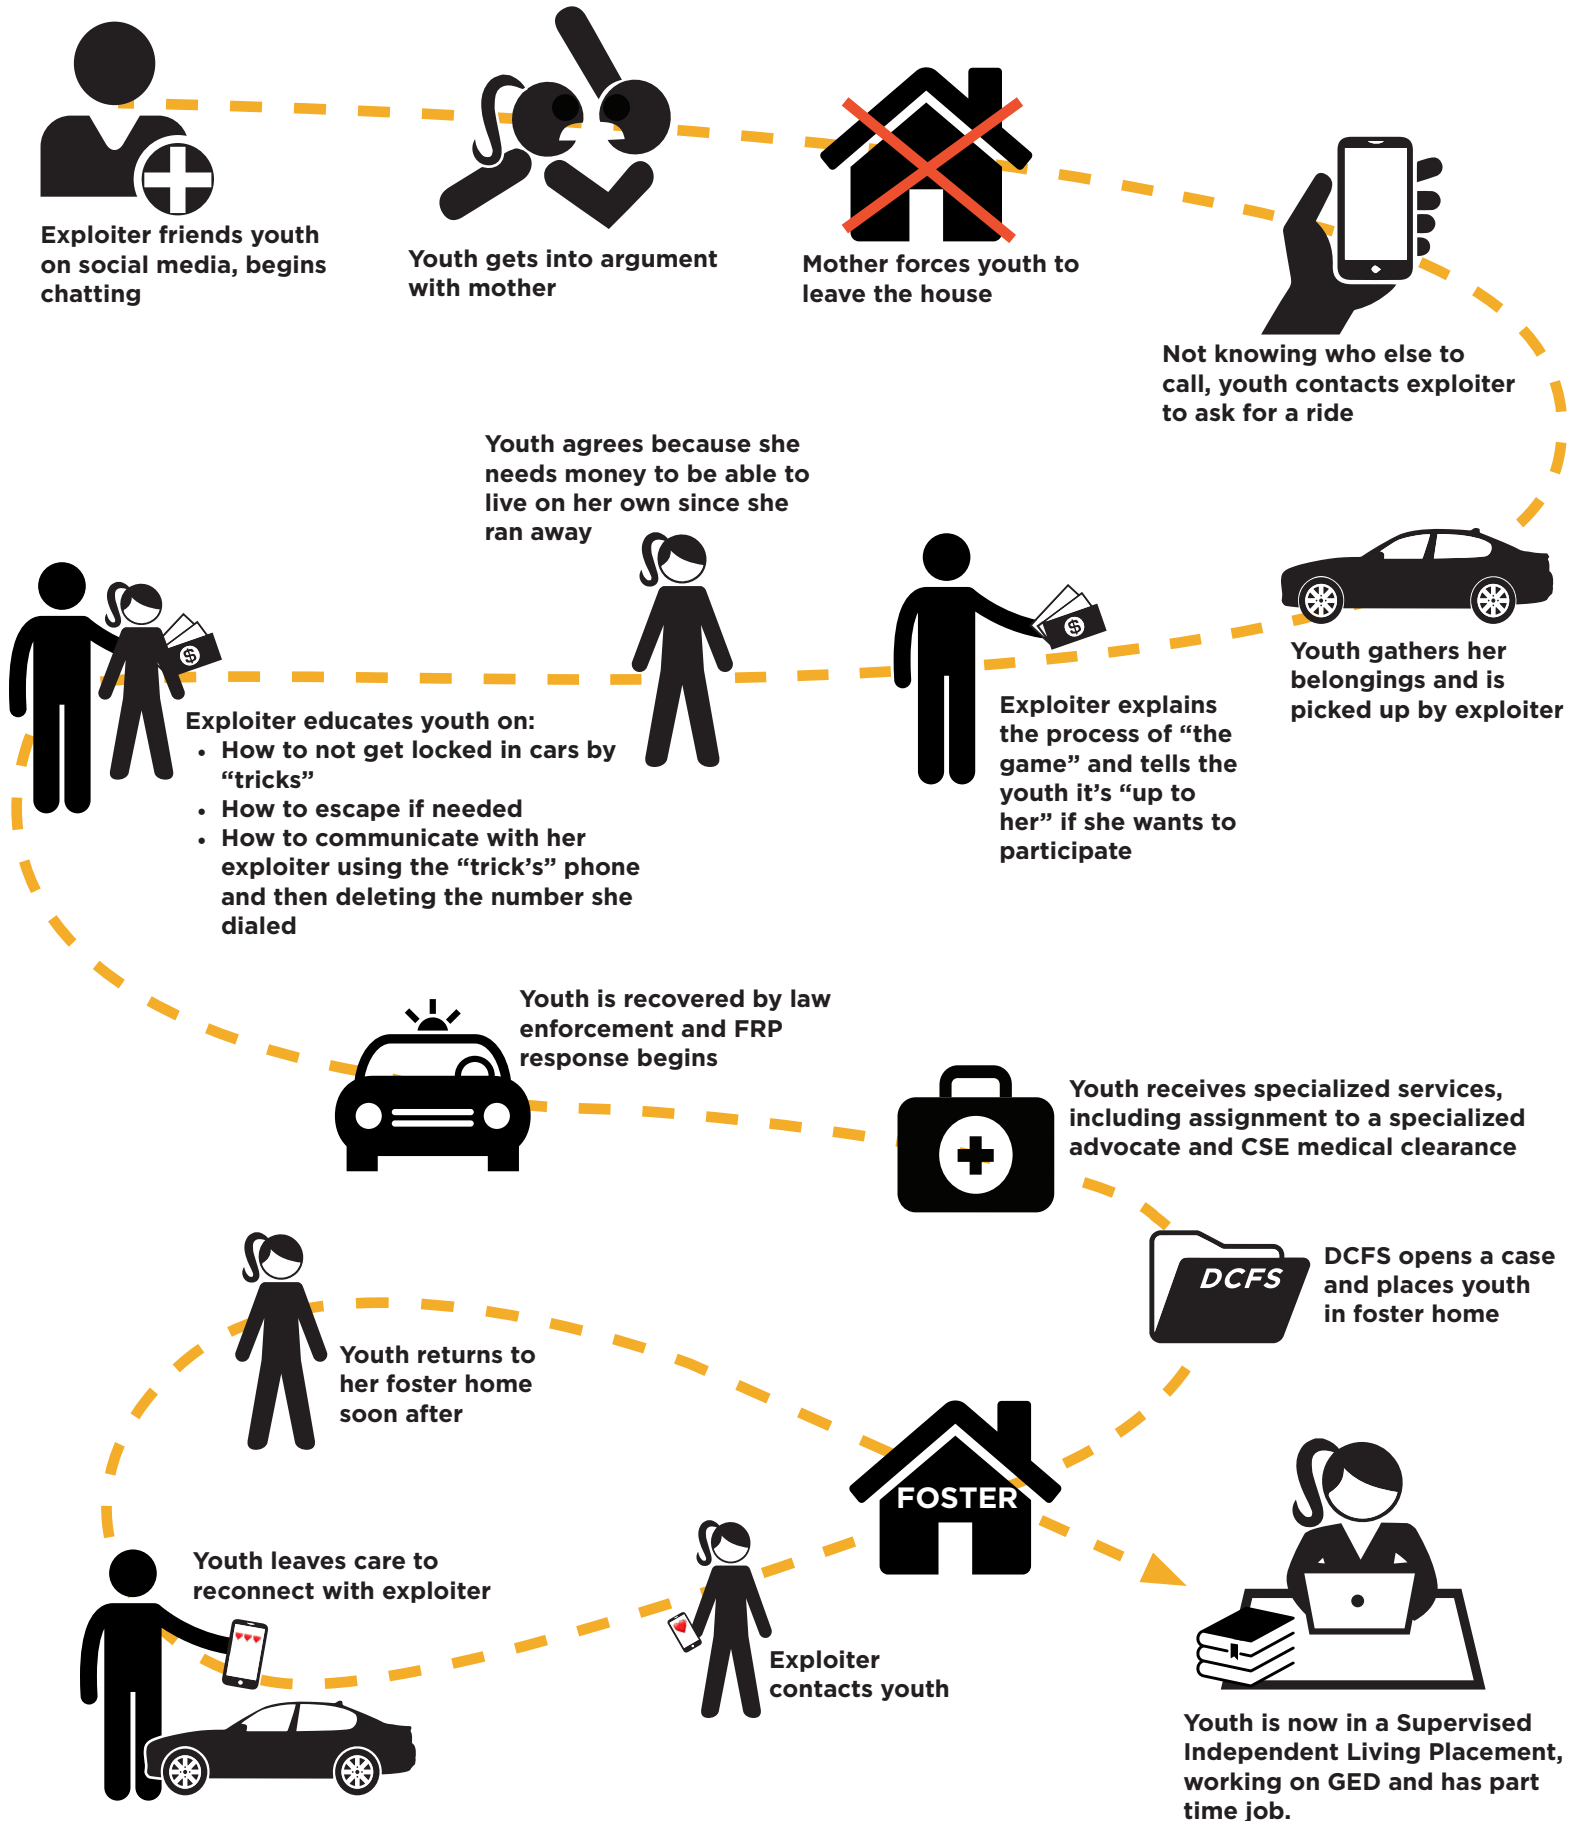 Exploiter friends youth
on social media, begins
chatting
Youth gets into argument
with mother
Mother forces youth to
leave the house
Not knowing who else to
call, youth contacts exploiter
to ask for a ride
Youth gathers her
belongings and is
picked up by exploiter
$
Exploiter explains
the process of “the
game” and tells the
youth it’s “up to
her” if she wants to
participate
Youth agrees because she
needs money to be able to
live on her own since she
ran away
$
Exploiter educates youth on:
• How to not get locked in cars by
“tricks”
• How to escape if needed
• How to communicate with her
exploiter using the “trick’s” phone
and then deleting the number she
dialed
Youth is recovered by law
enforcement and FRP
response begins
Youth receives specialized services,
including assignment to a specialized
advocate and CSE medical clearance
DCFS
DCFS opens a case
and places youth
in foster home
FOSTER
Exploiter
contacts youth
Youth leaves care to
reconnect with exploiter
Youth returns to
her foster home
soon after
Youth is now in a Supervised
Independent Living Placement,
working on GED and has part
time job.